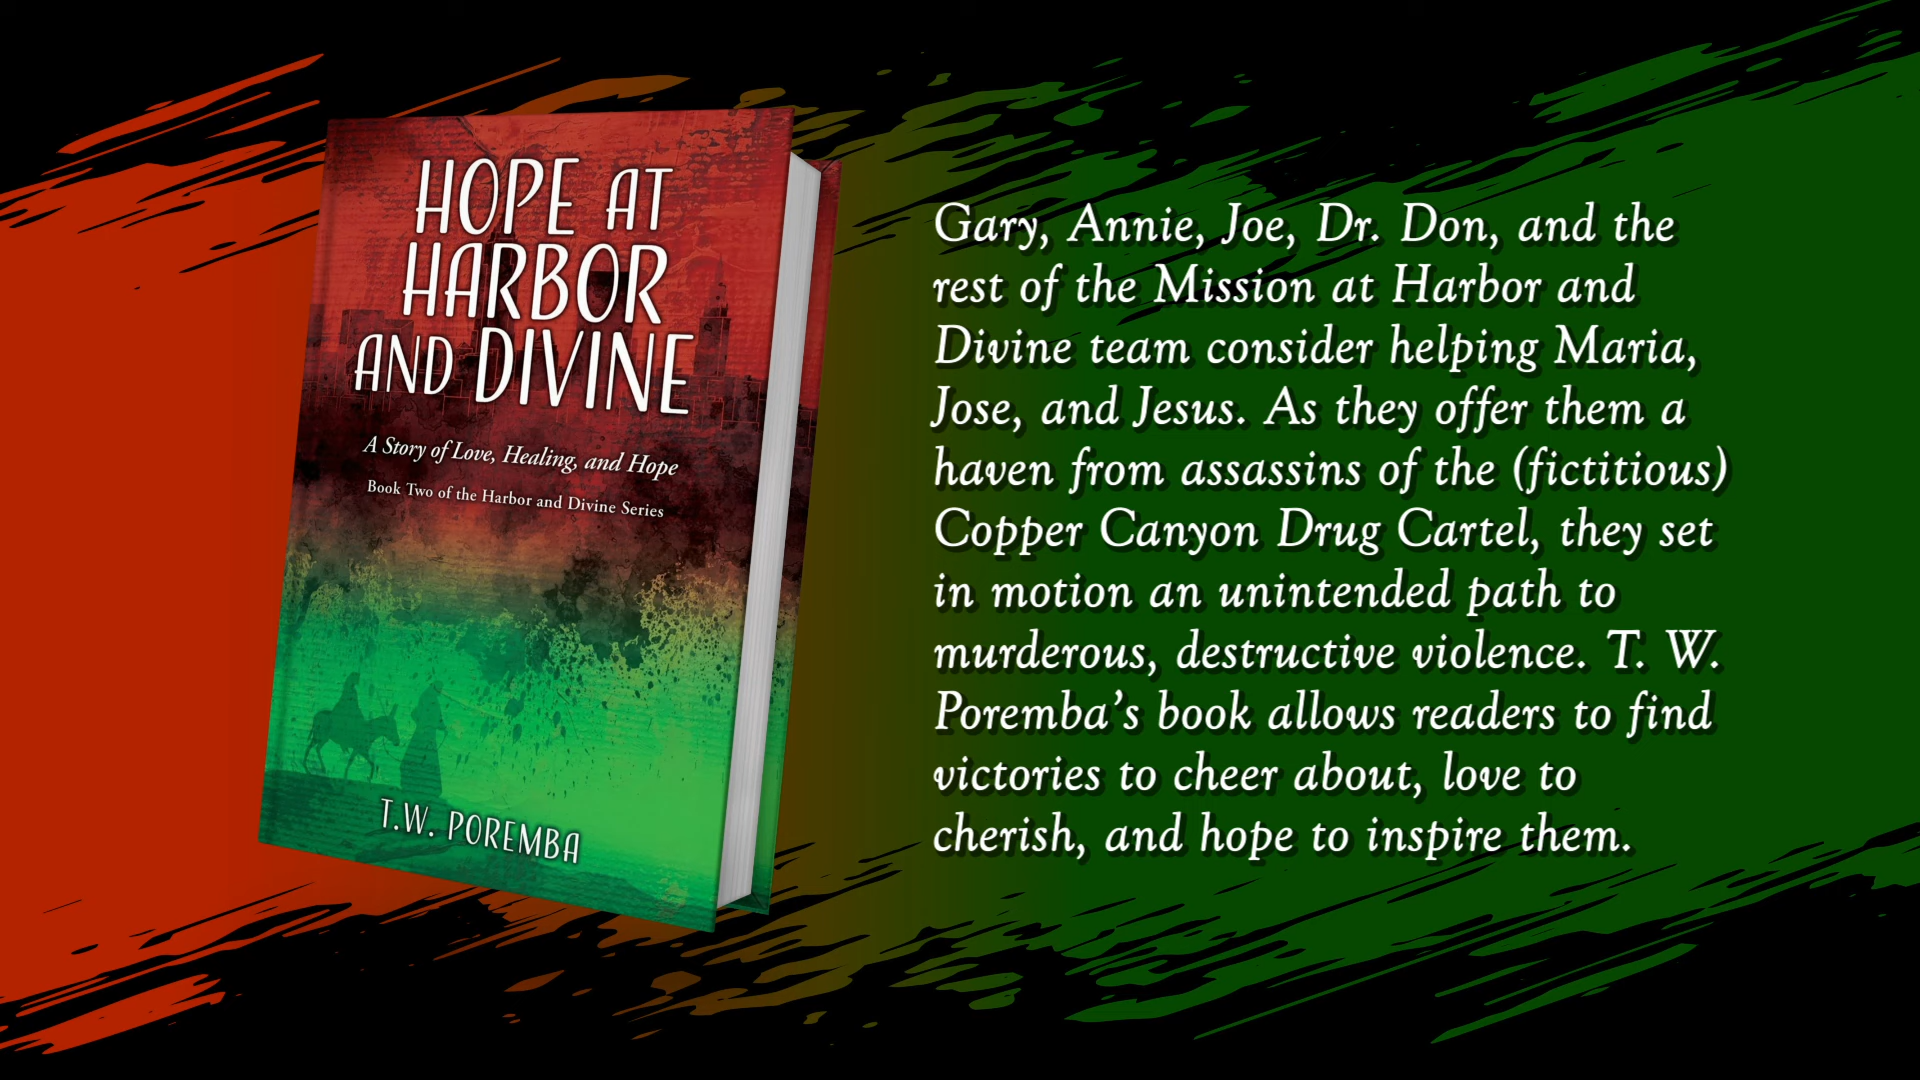 HOPE AT
HARBOR
AND DIVINE
A Story of Love, Healing, and Hope
Book Two of the Harbor and Divine Series
T.W. POREMBA
Gary, Annie, Joe, Dr. Don, and the
rest of the Mission at Harbor and
Divine team consider helping Maria,
Jose, and Jesus. As they offer them a
haven from assassins of the (fictitious)
Copper Canyon Drug Cartel, they set
in motion an unintended path to
murderous, destructive violence. T. W.
Poremba’s book allows readers to find
victories to cheer about, love to
cherish, and hope to inspire them.